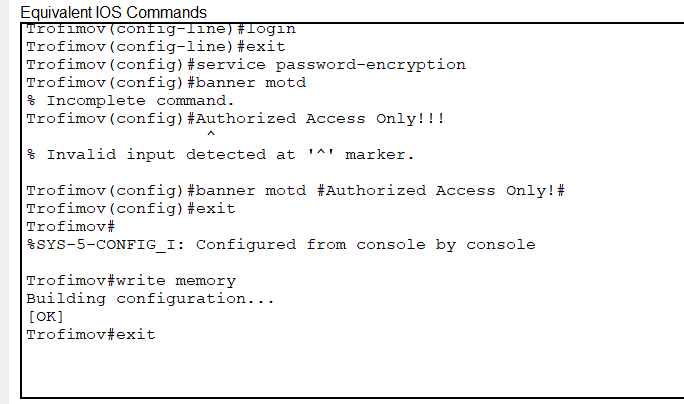 Equivalent IOS Commands
Trofimov(config-line)#login
Trofimov(config-line)#exit
Trofimov(config)#service password-encryption
Trofimov(config)#banner motd
% Incomplete command.
Trofimov(config)#Authorized Access Only!!!
^
% Invalid input detected at '^' marker.
Trofimov(config)#banner motd #Authorized Access Only!#
Trofimov(config)#exit
Trofimov#
%SYS-5-CONFIG_I: Configured from console by console
Trofimov#write memory
Building configuration...
[OK]
Trofimov#exit